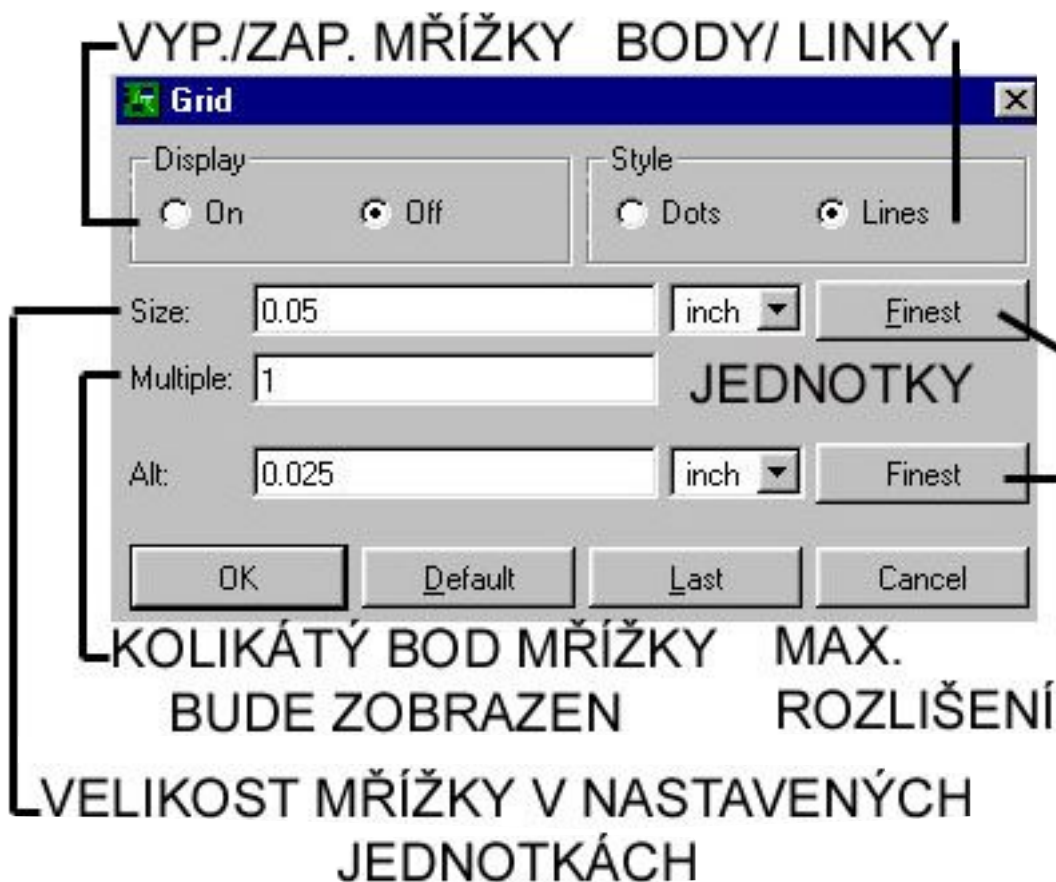 VYP./ZAP. MŘÍŽKY BODY/ LINKY
Grid
Display
Style
On Off
Dots Lines
Size: 0.05 inch Finest
Multiple: 1
JEDNOTKY
Alt: 0.025 inch Finest
OK Default Last Cancel
KOLIKÁTÝ BOD MŘÍŽKY
BUDE ZOBRAZEN
MAX.
ROZLIŠENÍ
VELIKOST MŘÍŽKY V NASTAVENÝCH
JEDNOTKÁCH